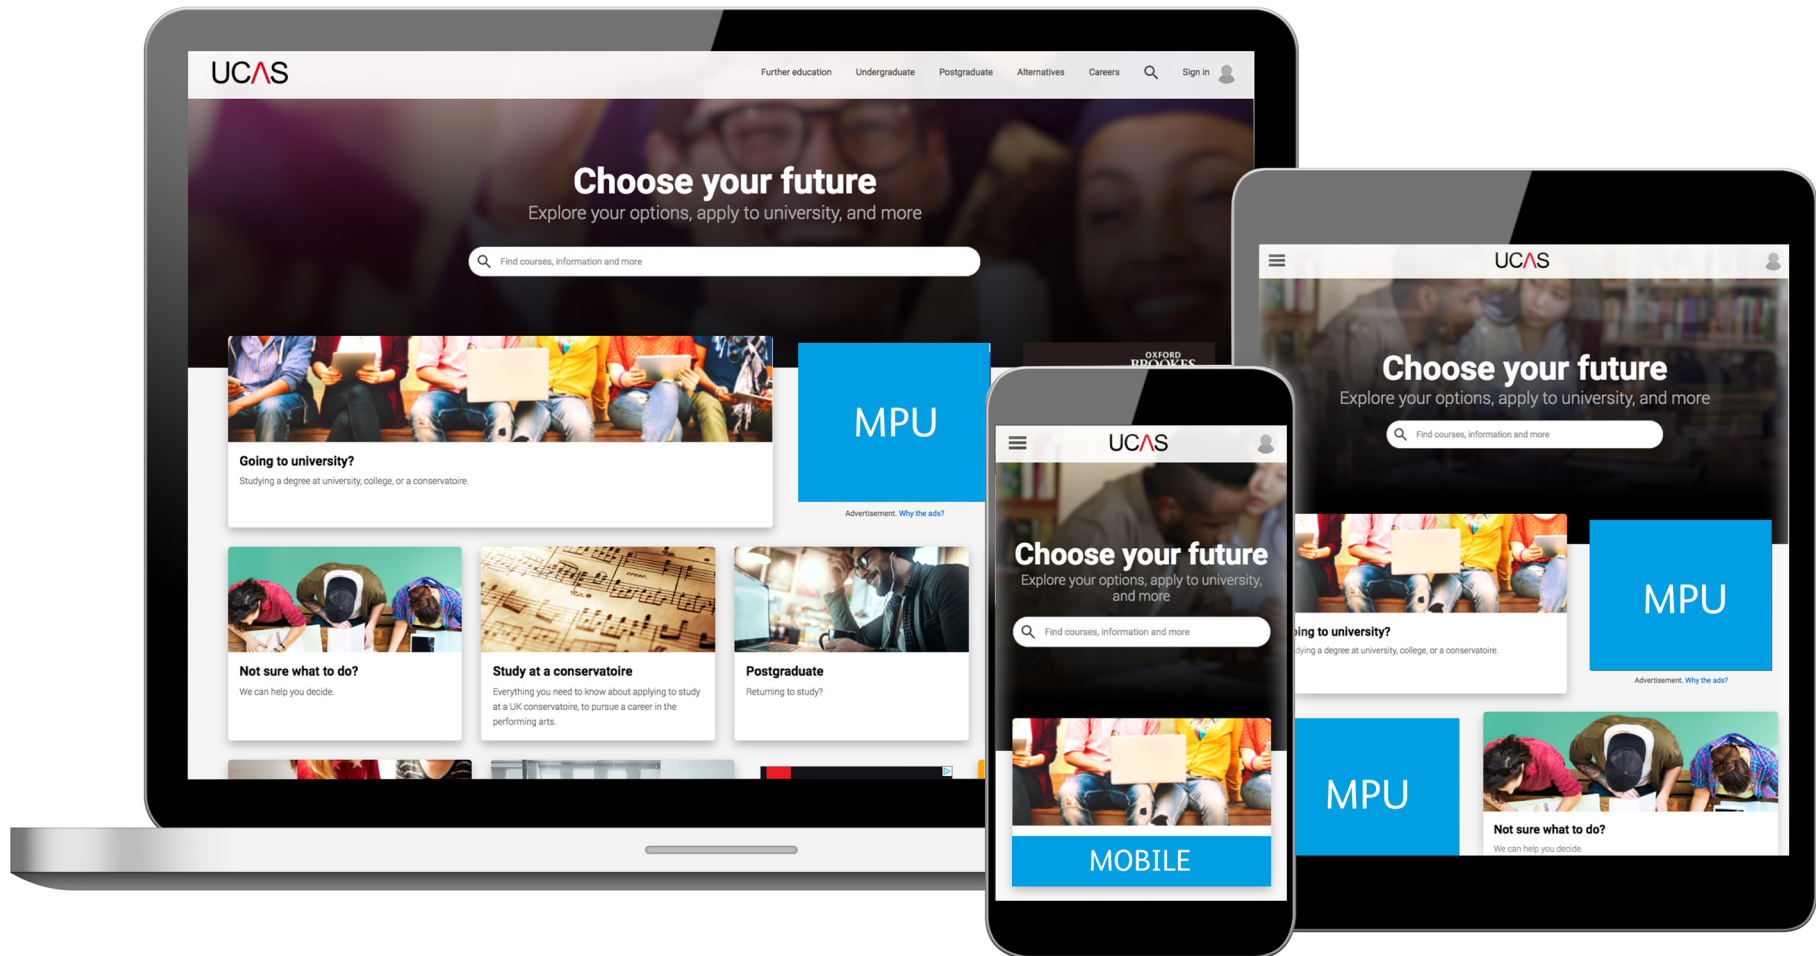 UCAS
Further education Undergraduate Postgraduate Alternatives Careers Sign in
Choose your future
Explore your options, apply to university, and more
Find courses, information and more
OXFORD
BROOKES
MPU
Going to university?
Studying a degree at university, college, or a conservatoire.
Advertisement. Why the ads?
Not sure what to do?
We can help you decide.
Study at a conservatoire
Everything you need to know about applying to study
at a UK conservatoire, to pursue a career in the
performing arts.
Postgraduate
Returning to study?
UCAS
Choose your future
Explore your options, apply to university,
and more
Find courses, information and more
MOBILE
UCAS
Choose your future
Explore your options, apply to university, and more
Find courses, information and more
MPU
ing to university?
dying a degree at university, college, or a conservatoire.
Advertisement. Why the ads?
MPU
Not sure what to do?
We can help you decide.